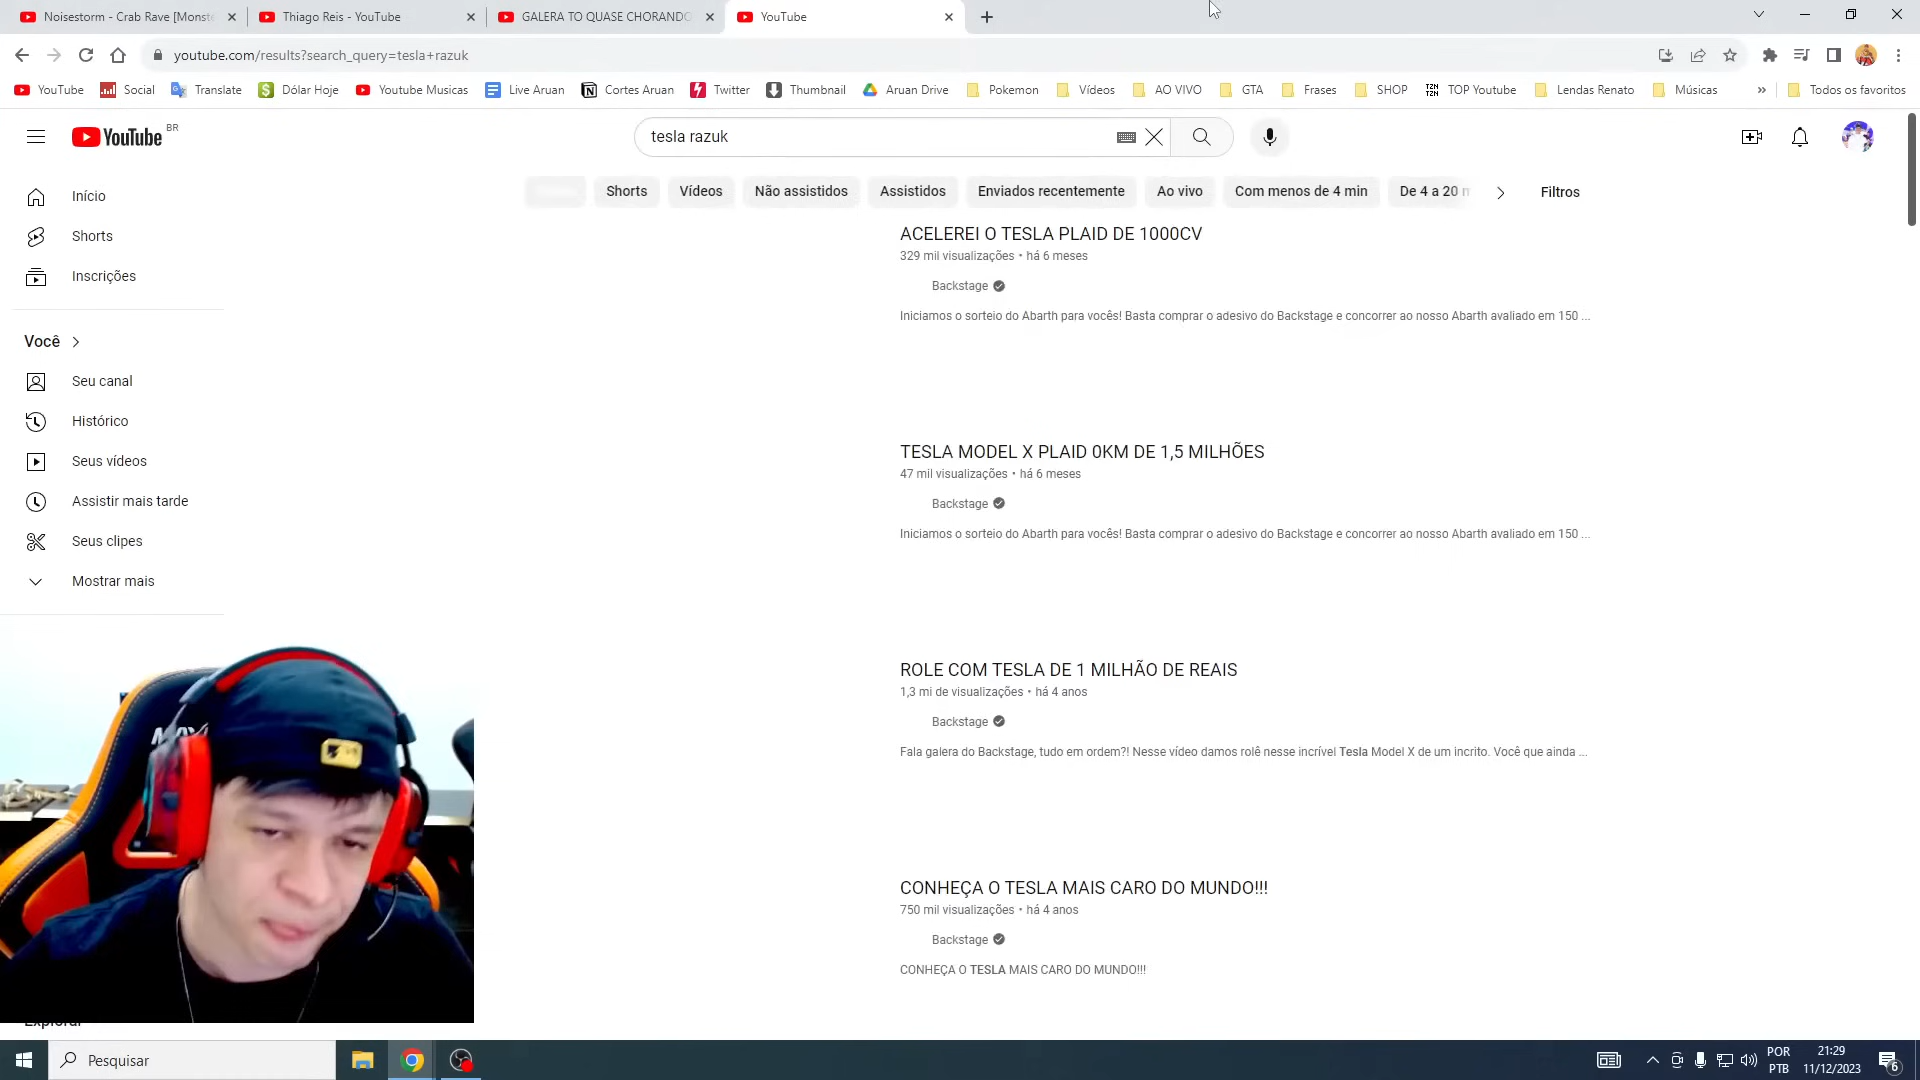 Noisestorm - Crab Rave [Monst
Thiago Reis - YouTube
GALERA TO QUASE CHORANDO
YouTube
youtube.com/results?search_query=tesla+razuk
YouTube
Social
Translate
Dólar Hoje
Youtube Musicas
Live Aruan
Cortes Aruan
Twitter
Thumbnail
Aruan Drive
Pokemon
Vídeos
AO VIVO
GTA
Frases
SHOP
TOP Youtube
Lendas Renato
Músicas
»
Todos os favoritos
YouTube BR
tesla razuk
Shorts
Vídeos
Não assistidos
Assistidos
Enviados recentemente
Ao vivo
Com menos de 4 min
De 4 a 20 m
Filtros
Início
Shorts
Inscrições
Você
Seu canal
Histórico
Seus vídeos
Assistir mais tarde
Seus clipes
Mostrar mais
Explorar
ACELEREI O TESLA PLAID DE 1000CV
329 mil visualizações • há 6 meses
Backstage
Iniciamos o sorteio do Abarth para vocês! Basta comprar o adesivo do Backstage e concorrer ao nosso Abarth avaliado em 150 ...
TESLA MODEL X PLAID 0KM DE 1,5 MILHÕES
47 mil visualizações • há 6 meses
Backstage
Iniciamos o sorteio do Abarth para vocês! Basta comprar o adesivo do Backstage e concorrer ao nosso Abarth avaliado em 150 ...
ROLE COM TESLA DE 1 MILHÃO DE REAIS
1,3 mi de visualizações • há 4 anos
Backstage
Fala galera do Backstage, tudo em ordem?! Nesse vídeo damos rolê nesse incrível Tesla Model X de um incrito. Você que ainda ...
CONHEÇA O TESLA MAIS CARO DO MUNDO!!!
750 mil visualizações • há 4 anos
Backstage
CONHEÇA O TESLA MAIS CARO DO MUNDO!!!
Pesquisar
POR
PTB
21:29
11/12/2023
6